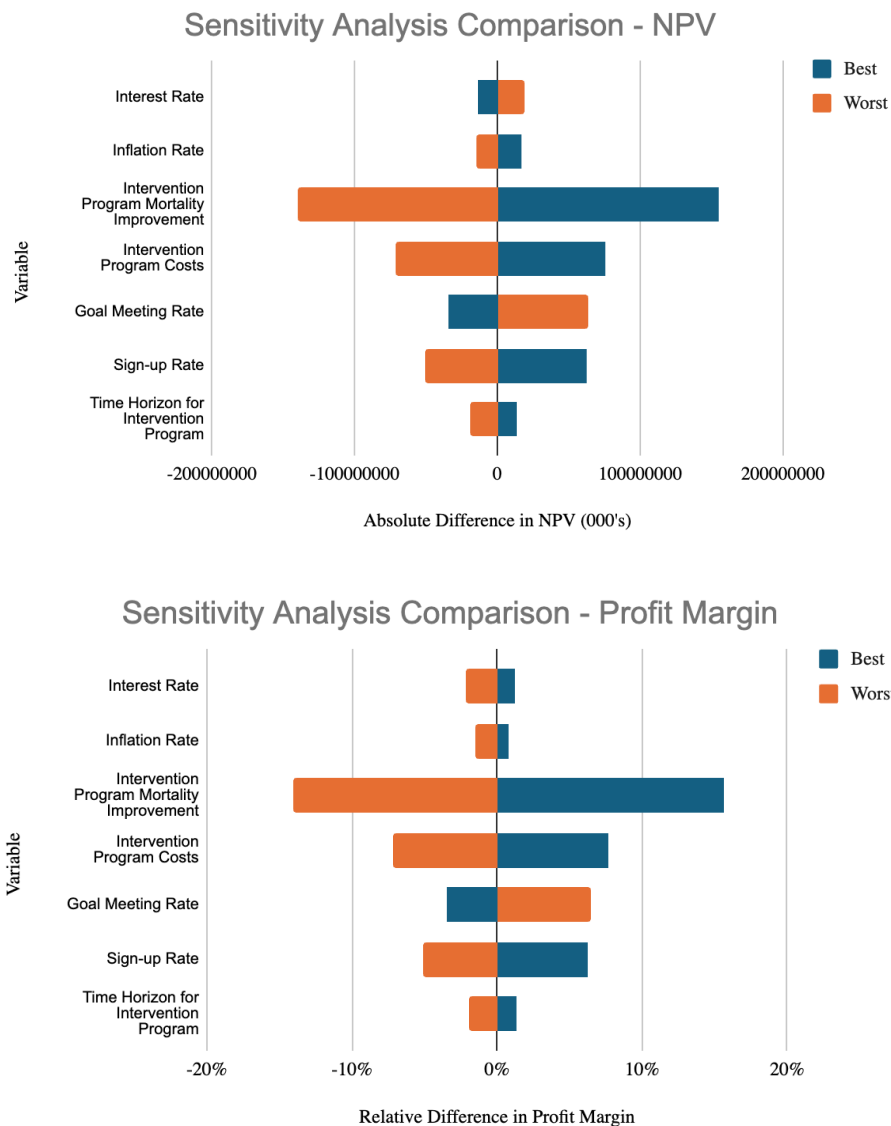 Sensitivity Analysis Comparison - NPV
Best
Worst
Interest Rate
Inflation Rate
Intervention
Program Mortality
Improvement
Intervention
Program Costs
Goal Meeting Rate
Sign-up Rate
Time Horizon for
Intervention
Program
Variable
-200000000 -100000000 0 100000000 200000000
Absolute Difference in NPV (000's)
Sensitivity Analysis Comparison - Profit Margin
Best
Wors
Interest Rate
Inflation Rate
Intervention
Program Mortality
Improvement
Intervention
Program Costs
Goal Meeting Rate
Sign-up Rate
Time Horizon for
Intervention
Program
Variable
-20% -10% 0% 10% 20%
Relative Difference in Profit Margin